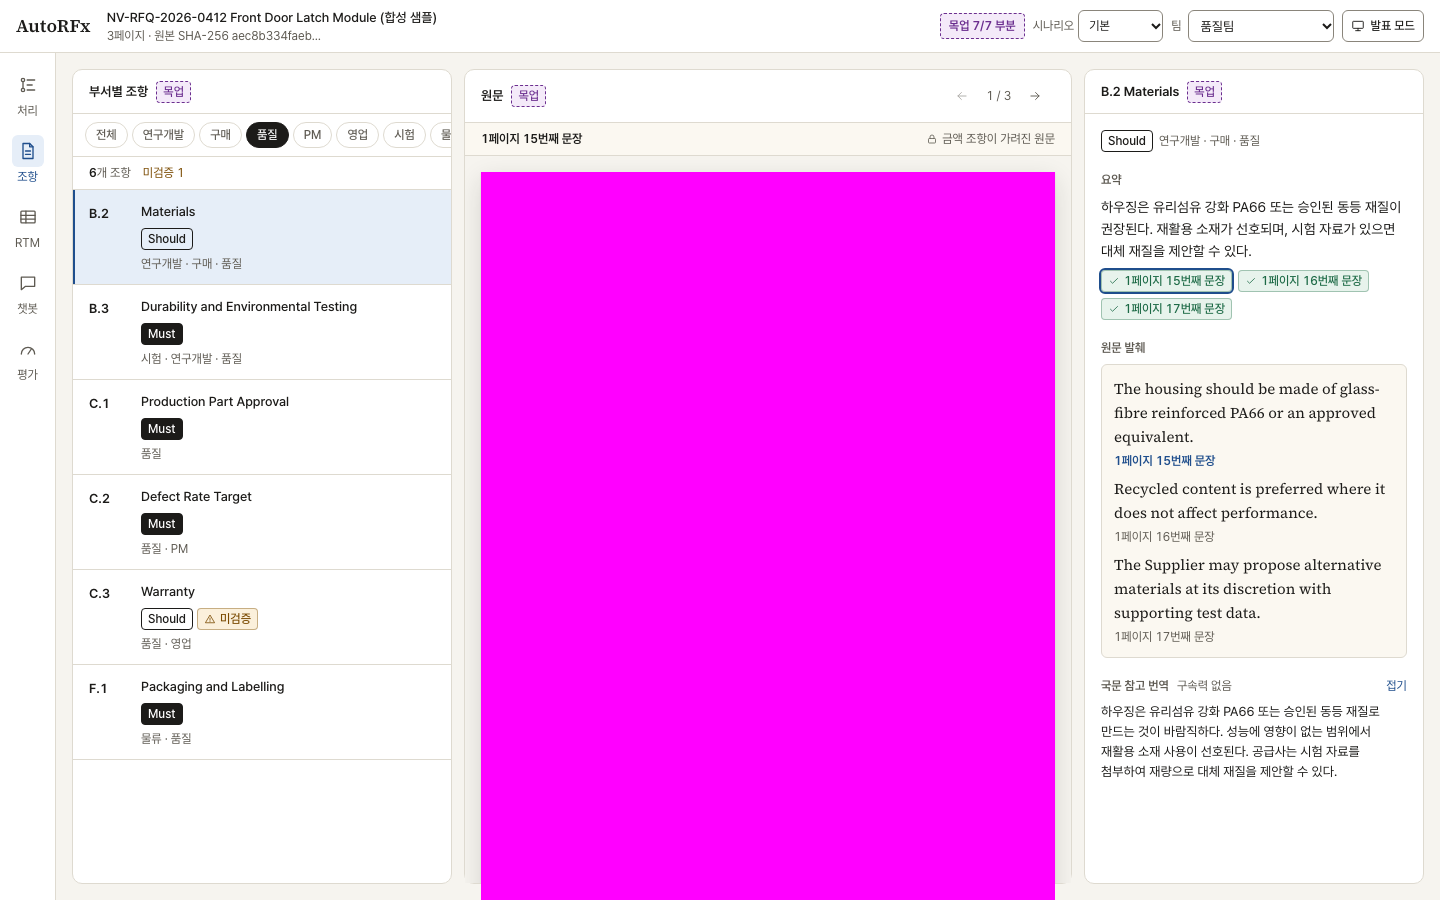 AutoRFx
NV-RFQ-2026-0412 Front Door Latch Module (합성 샘플)
3페이지 · 원본 SHA-256 aec8b334faeb...
목업 7/7 부분
시나리오
기본
팀
품질팀
발표 모드
처리
조항
RTM
챗봇
평가
부서별 조항
목업
전체
연구개발
구매
품질
PM
영업
시험
6개 조항
미검증 1
B.2
Materials
Should
연구개발 · 구매 · 품질
B.3
Durability and Environmental Testing
Must
시험 · 연구개발 · 품질
C.1
Production Part Approval
Must
품질
C.2
Defect Rate Target
Must
품질 · PM
C.3
Warranty
Should
미검증
품질 · 영업
F.1
Packaging and Labelling
Must
물류 · 품질
원문
목업
1 / 3
1페이지 15번째 문장
금액 조항이 가려진 원문
B.2 Materials
목업
Should
연구개발 · 구매 · 품질
요약
하우징은 유리섬유 강화 PA66 또는 승인된 동등 재질이
권장된다. 재활용 소재가 선호되며, 시험 자료가 있으면
대체 재질을 제안할 수 있다.
1페이지 15번째 문장
1페이지 16번째 문장
1페이지 17번째 문장
원문 발췌
The housing should be made of glass-
fibre reinforced PA66 or an approved
equivalent.
1페이지 15번째 문장
Recycled content is preferred where it
does not affect performance.
1페이지 16번째 문장
The Supplier may propose alternative
materials at its discretion with
supporting test data.
1페이지 17번째 문장
국문 참고 번역
구속력 없음
접기
하우징은 유리섬유 강화 PA66 또는 승인된 동등 재질로
만드는 것이 바람직하다. 성능에 영향이 없는 범위에서
재활용 소재 사용이 선호된다. 공급사는 시험 자료를
첨부하여 재량으로 대체 재질을 제안할 수 있다.